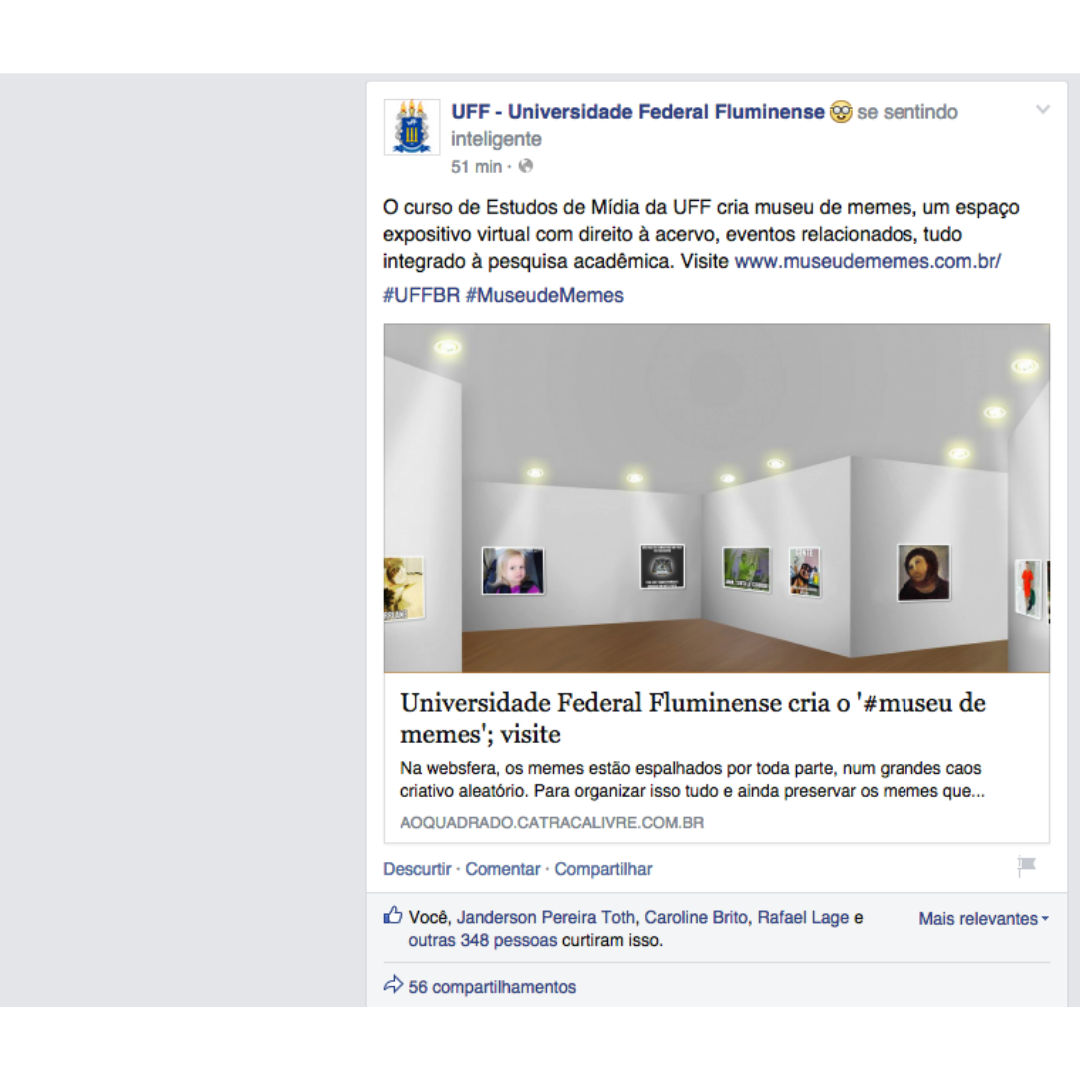 UFF - Universidade Federal Fluminense se sentindo
inteligente
51 min ·
O curso de Estudos de Mídia da UFF cria museu de memes, um espaço
expositivo virtual com direito à acervo, eventos relacionados, tudo
integrado à pesquisa acadêmica. Visite www.museudememes.com.br/
#UFFBR #MuseudeMemes
Universidade Federal Fluminense cria o '#museu de
memes'; visite
Na websfera, os memes estão espalhados por toda parte, num grandes caos
criativo aleatório. Para organizar isso tudo e ainda preservar os memes que...
AOQUADRADO.CATRACALIVRE.COM.BR
Descurtir · Comentar · Compartilhar
Você, Janderson Pereira Toth, Caroline Brito, Rafael Lage e
outras 348 pessoas curtiram isso.
Mais relevantes
56 compartilhamentos